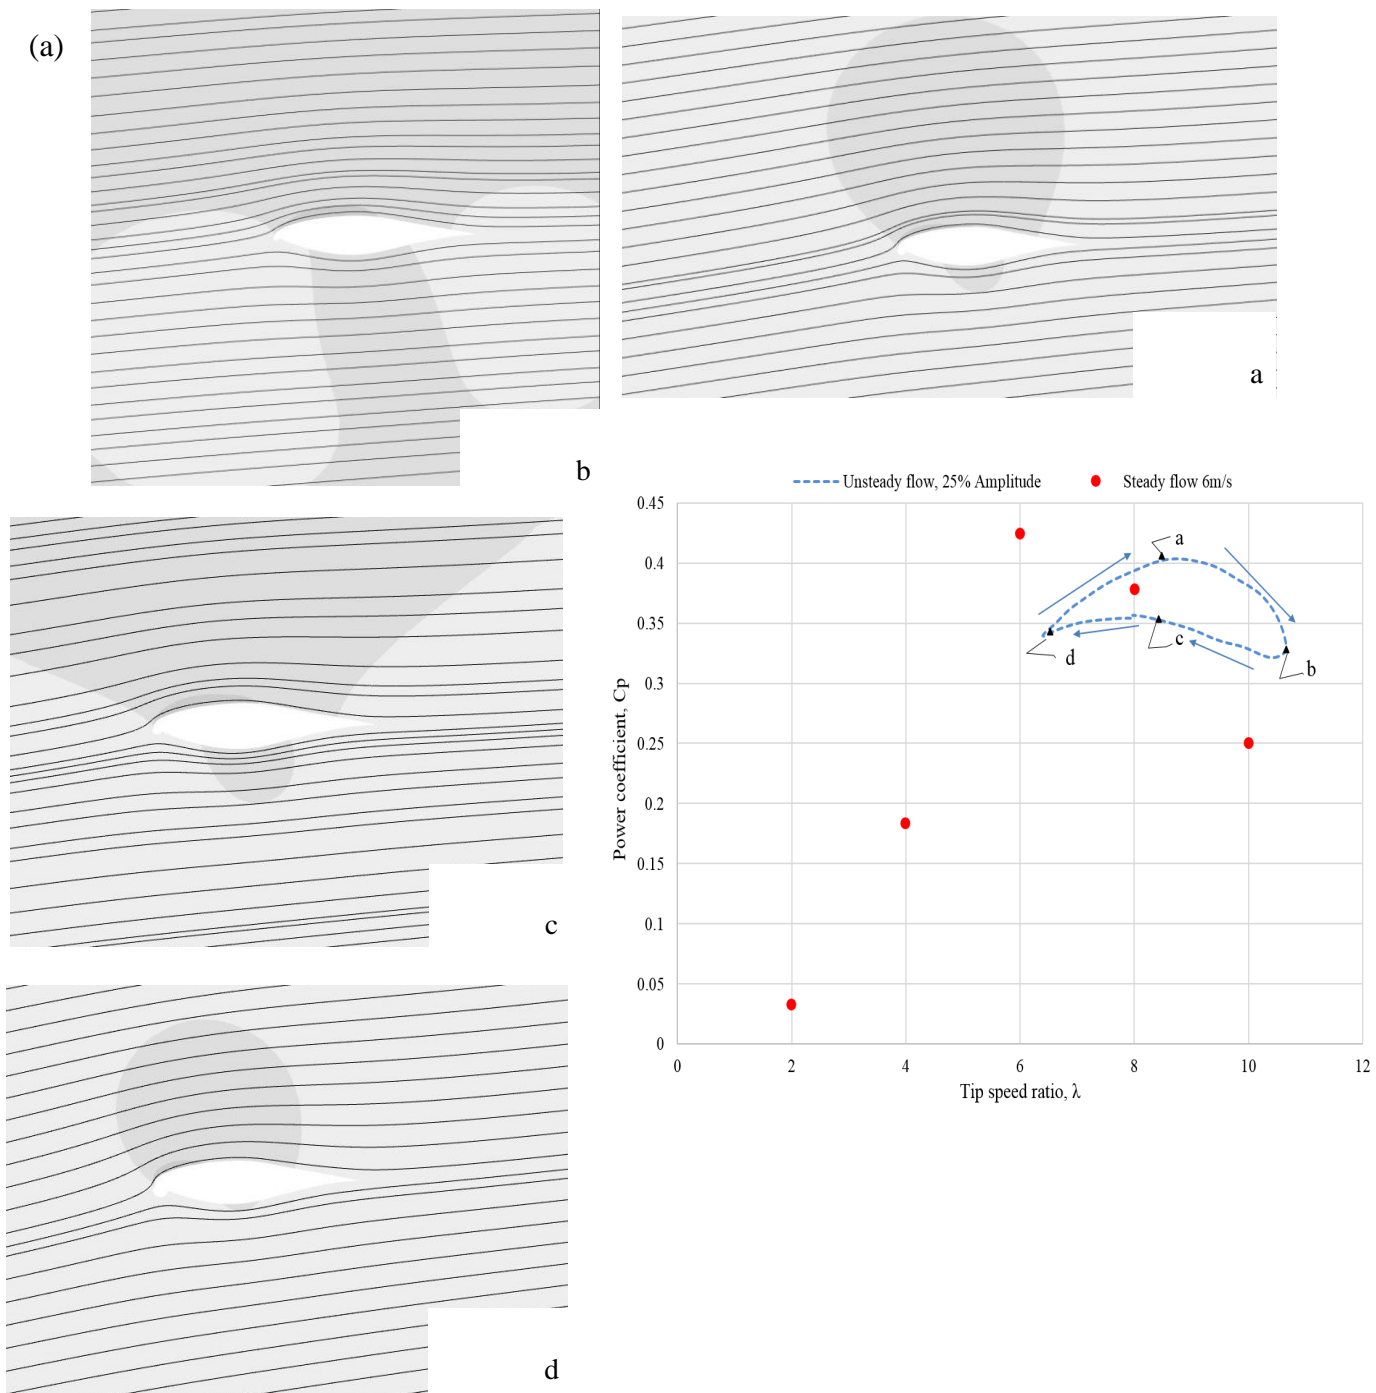 (a)
a
b
Unsteady flow, 25% Amplitude
Steady flow 6m/s
0.45
0.4
0.35
0.3
0.25
0.2
0.15
0.1
0.05
0
Power coefficient, Cp
a
b
c
d
0 2 4 6 8 10 12
Tip speed ratio, λ
c
d